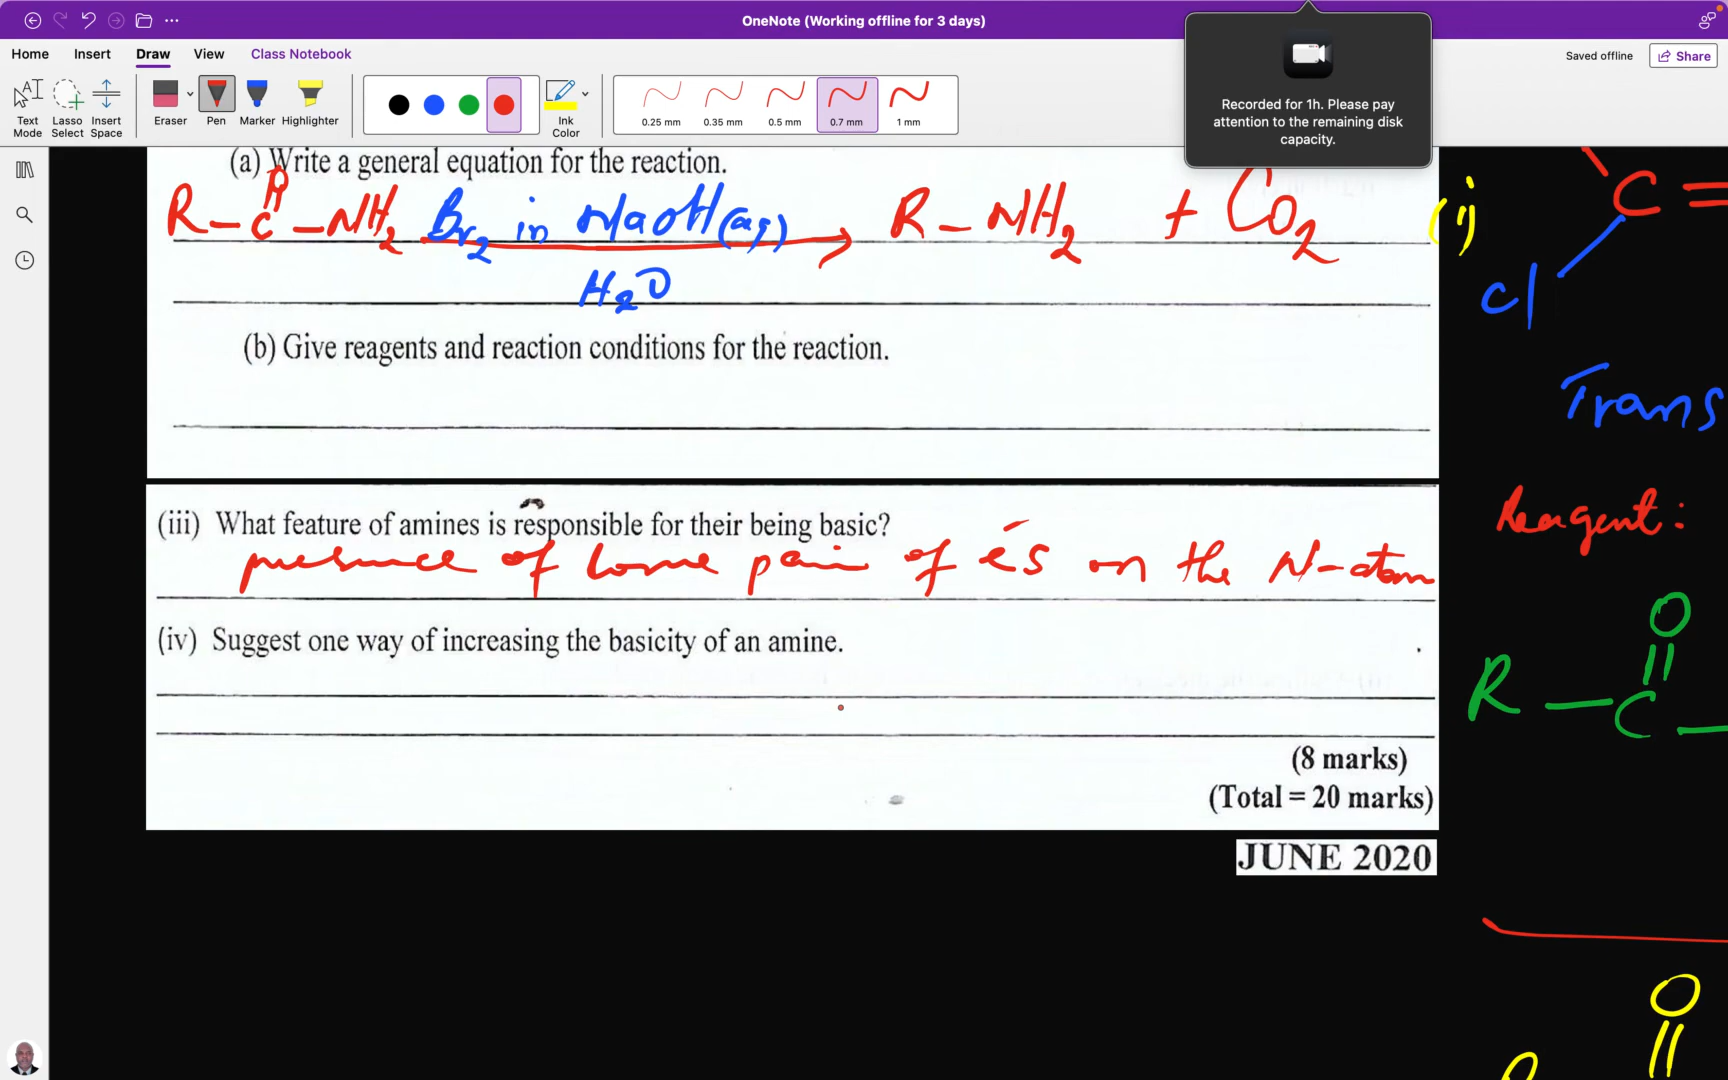 OneNote (Working offline for 3 days)
Home Insert Draw View Class Notebook
Saved offline Share
Text Mode Lasso Select Insert Space Eraser Pen Marker Highlighter Ink Color 0.25 mm 0.35 mm 0.5 mm 0.7 mm 1 mm
Recorded for 1h. Please pay
attention to the remaining disk
capacity.
(a) Write a general equation for the reaction.
O
R-C-NH2 Br2 in NaOH(aq) R-NH2 + CO2
H2O
(b) Give reagents and reaction conditions for the reaction.
(iii) What feature of amines is responsible for their being basic?
presence of lone pair of e-s on the N-atom
(iv) Suggest one way of increasing the basicity of an amine.
(8 marks)
(Total = 20 marks)
JUNE 2020
(i)
C=
Cl
Trans
Reagent:
O
R-C-
O